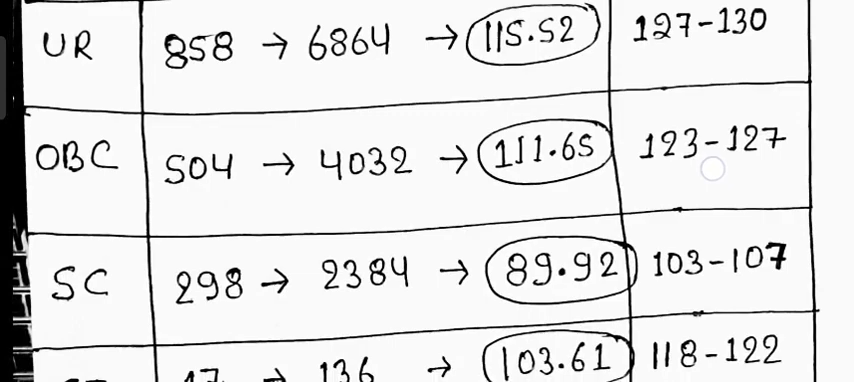 UR 858 → 6864 → 115.52 127-130
OBC 504 → 4032 → 111.65 123-127
SC 298 → 2384 → 89.92 103-107
17 → 136 → 103.61 118-122